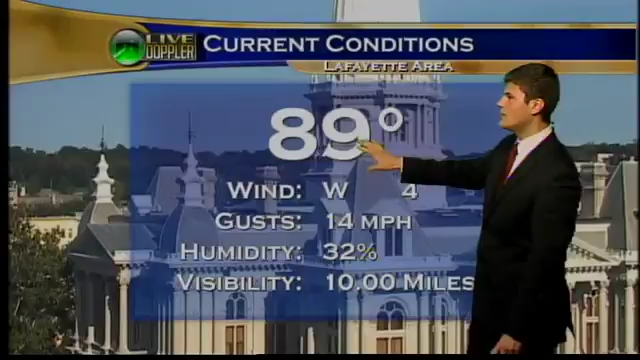 LIVE
DOPPLER
CURRENT CONDITIONS
LAFAYETTE AREA
89°
WIND: W 4
GUSTS: 14 MPH
HUMIDITY: 32%
VISIBILITY: 10.00 MILES